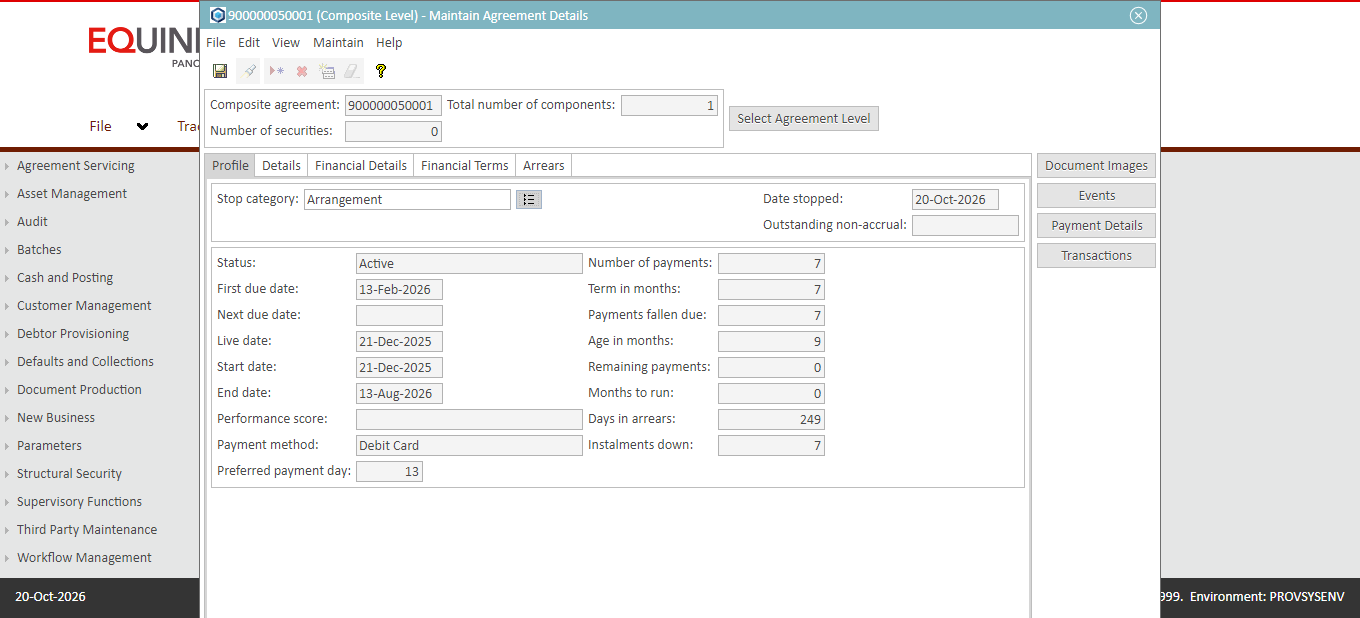 900000050001 (Composite Level) - Maintain Agreement Details
EQUINI
PANO
File Edit View Maintain Help
File
Trac
Composite agreement: 900000050001 Total number of components: 1
Number of securities: 0
Select Agreement Level
Profile Details Financial Details Financial Terms Arrears
Stop category: Arrangement Date stopped: 20-Oct-2026
Outstanding non-accrual:
Status: Active Number of payments: 7
First due date: 13-Feb-2026 Term in months: 7
Next due date: Payments fallen due: 7
Live date: 21-Dec-2025 Age in months: 9
Start date: 21-Dec-2025 Remaining payments: 0
End date: 13-Aug-2026 Months to run: 0
Performance score: Days in arrears: 249
Payment method: Debit Card Instalments down: 7
Preferred payment day: 13
Document Images
Events
Payment Details
Transactions
Agreement Servicing
Asset Management
Audit
Batches
Cash and Posting
Customer Management
Debtor Provisioning
Defaults and Collections
Document Production
New Business
Parameters
Structural Security
Supervisory Functions
Third Party Maintenance
Workflow Management
20-Oct-2026
999. Environment: PROVSYSENV